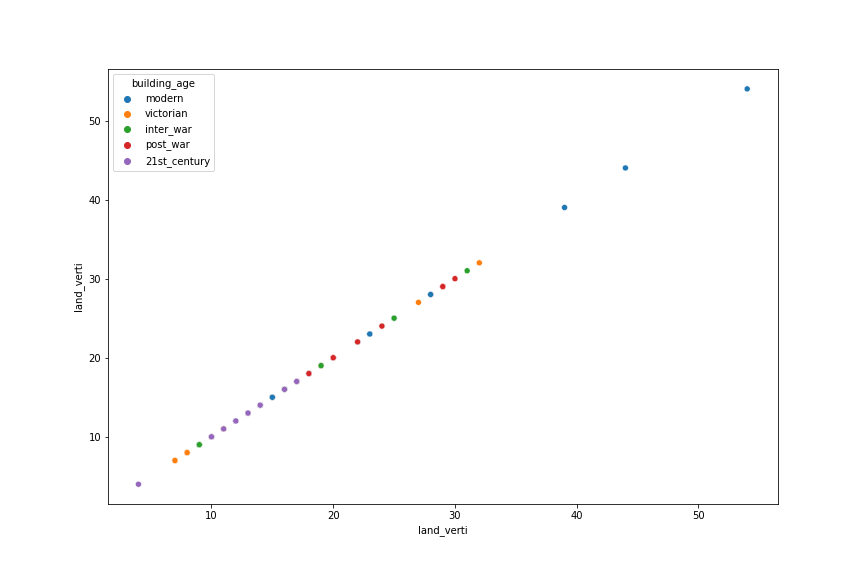 building_age
modern
victorian
inter_war
post_war
21st_century
50
40
30
20
10
land_verti
10 20 30 40 50
land_verti